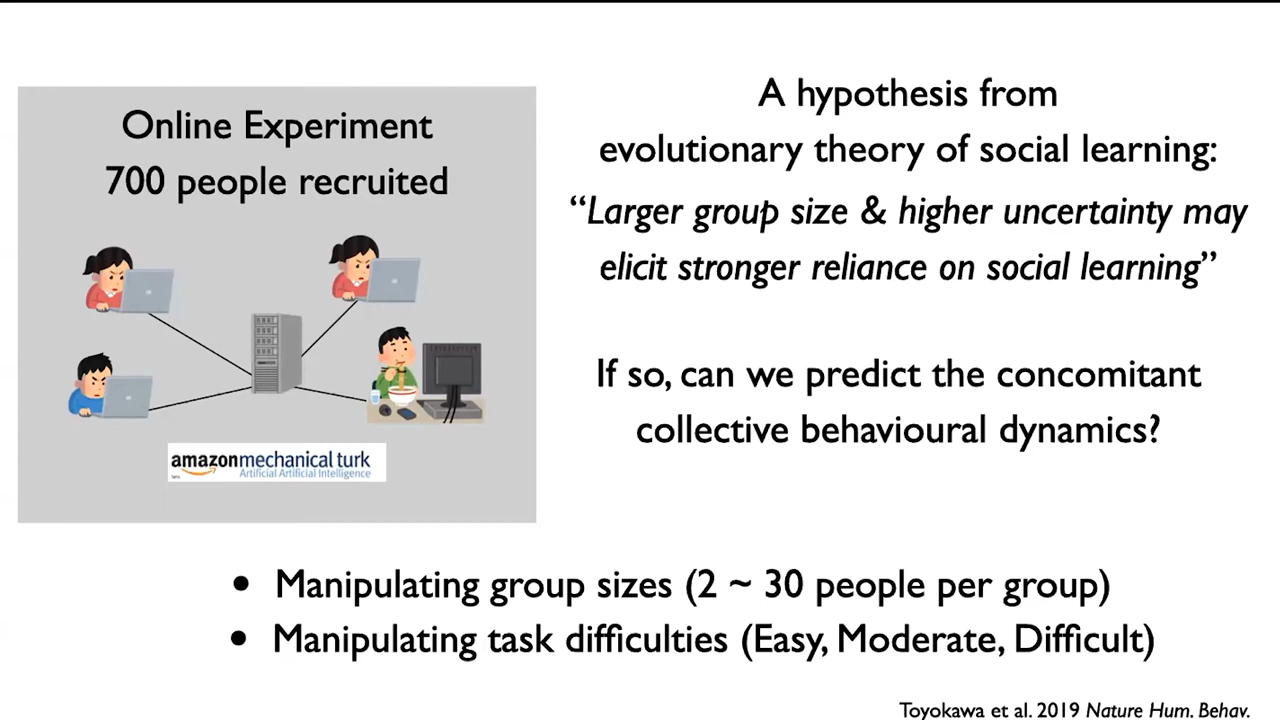 Online Experiment
700 people recruited
amazonmechanical turk
Artificial Artificial Intelligence
A hypothesis from
evolutionary theory of social learning:
“Larger group size & higher uncertainty may
elicit stronger reliance on social learning”
If so, can we predict the concomitant
collective behavioural dynamics?
• Manipulating group sizes (2 ~ 30 people per group)
• Manipulating task difficulties (Easy, Moderate, Difficult)
Toyokawa et al. 2019 Nature Hum. Behav.